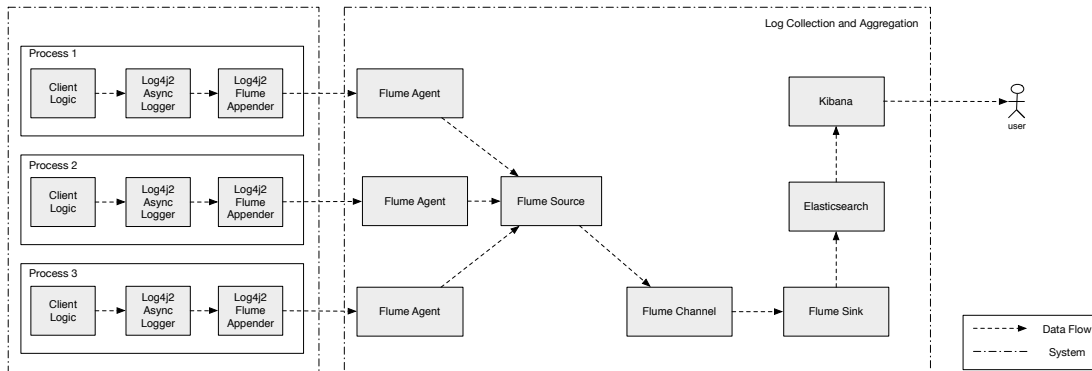 Log Collection and Aggregation
Process 1
Client
Logic
Log4j2
Async
Logger
Log4j2
Flume
Appender
Flume Agent
Kibana
user
Process 2
Client
Logic
Log4j2
Async
Logger
Log4j2
Flume
Appender
Flume Agent
Flume Source
Elasticsearch
Process 3
Client
Logic
Log4j2
Async
Logger
Log4j2
Flume
Appender
Flume Agent
Flume Channel
Flume Sink
Data Flow
System